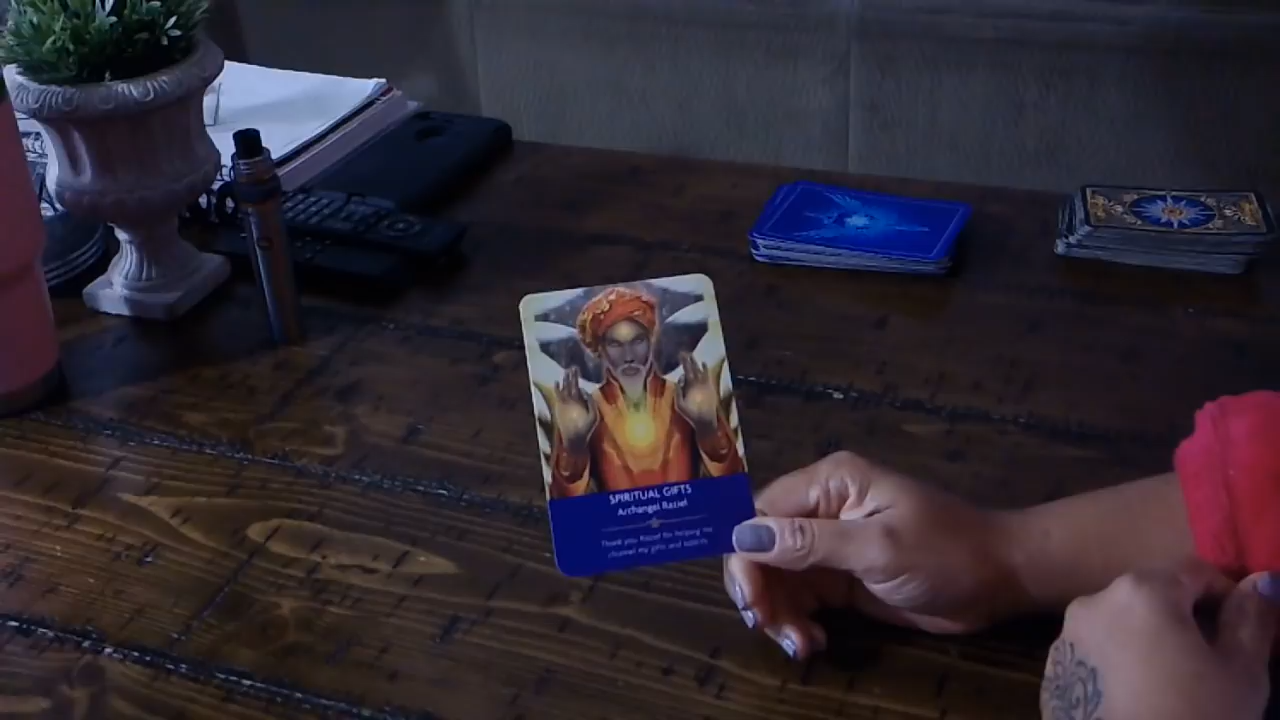 SPIRITUAL GIFTS
Archangel Raziel
Thank you Raziel for helping me
channel my gifts and talents